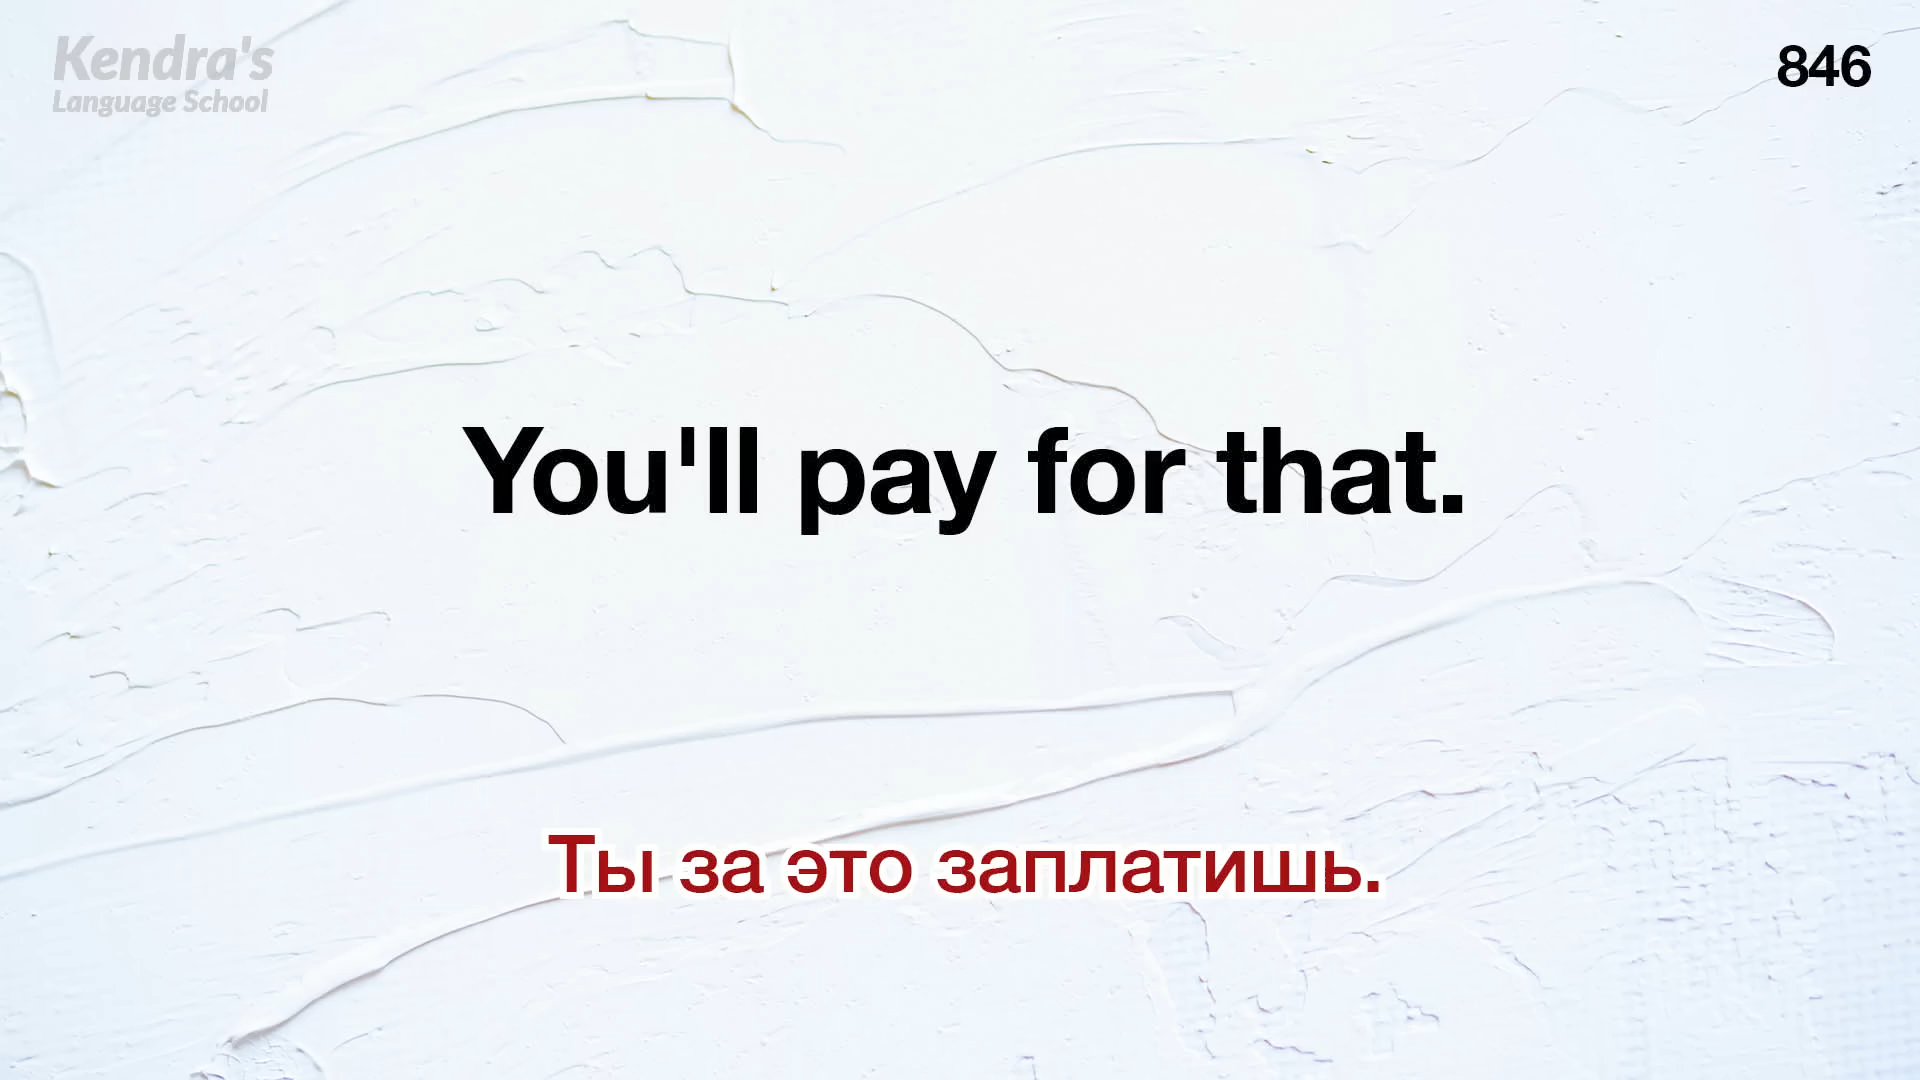 Kendra's
Language School
846
You'll pay for that.
Ты за это заплатишь.